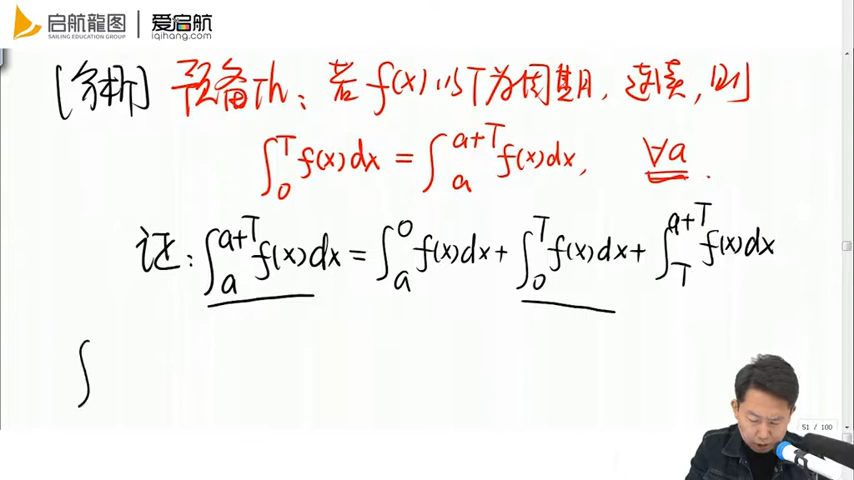 启航龍图 爱启航
SAILING EDUCATION GROUP iqihang.com
[分析] 预备Th: 若f(x)以T为周期, 连续, 则
∫₀ᵀ f(x)dx = ∫ₐᵃ⁺ᵀ f(x)dx, ∀a.
证: ∫ₐᵃ⁺ᵀ f(x)dx = ∫ₐ⁰ f(x)dx + ∫₀ᵀ f(x)dx + ∫_T^{a+T} f(x)dx
∫
51 / 100